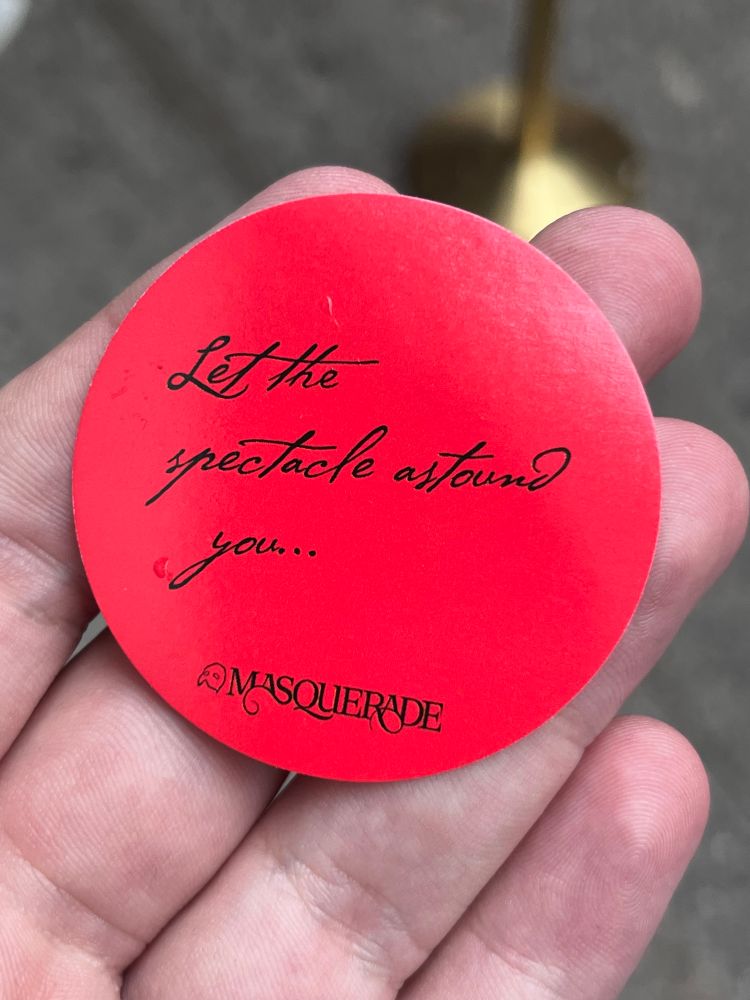 Let the
spectacle astound
you...
MASQUERADE